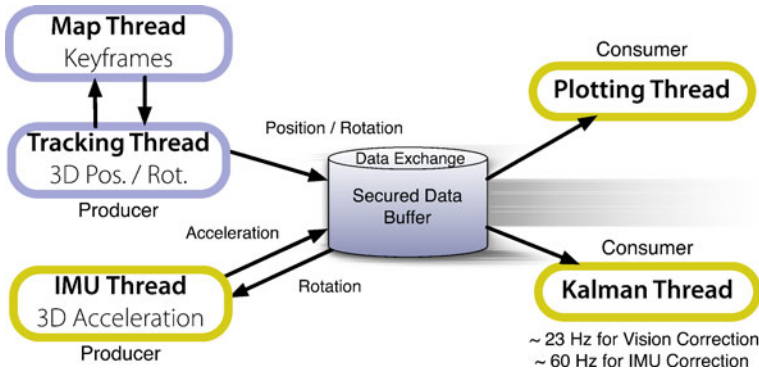 Map Thread
Keyframes
Tracking Thread
3D Pos. / Rot.
Producer
Position / Rotation
Acceleration
Rotation
IMU Thread
3D Acceleration
Producer
Data Exchange
Secured Data
Buffer
Consumer
Plotting Thread
Consumer
Kalman Thread
~ 23 Hz for Vision Correction
~ 60 Hz for IMU Correction